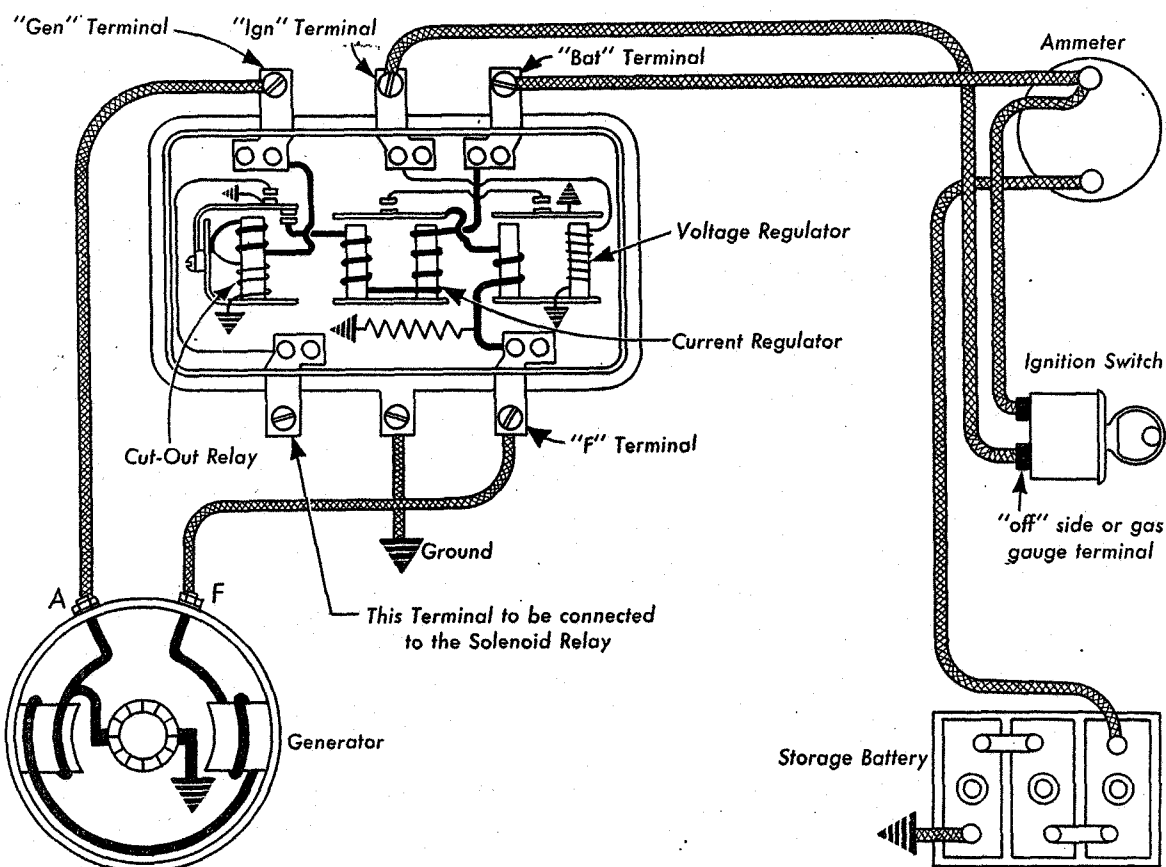 "Gen" Terminal
"Ign" Terminal
"Bat" Terminal
Ammeter
Voltage Regulator
Current Regulator
Ignition Switch
Cut-Out Relay
"F" Terminal
"off" side or gas
gauge terminal
Ground
A
F
This Terminal to be connected
to the Solenoid Relay
Generator
Storage Battery